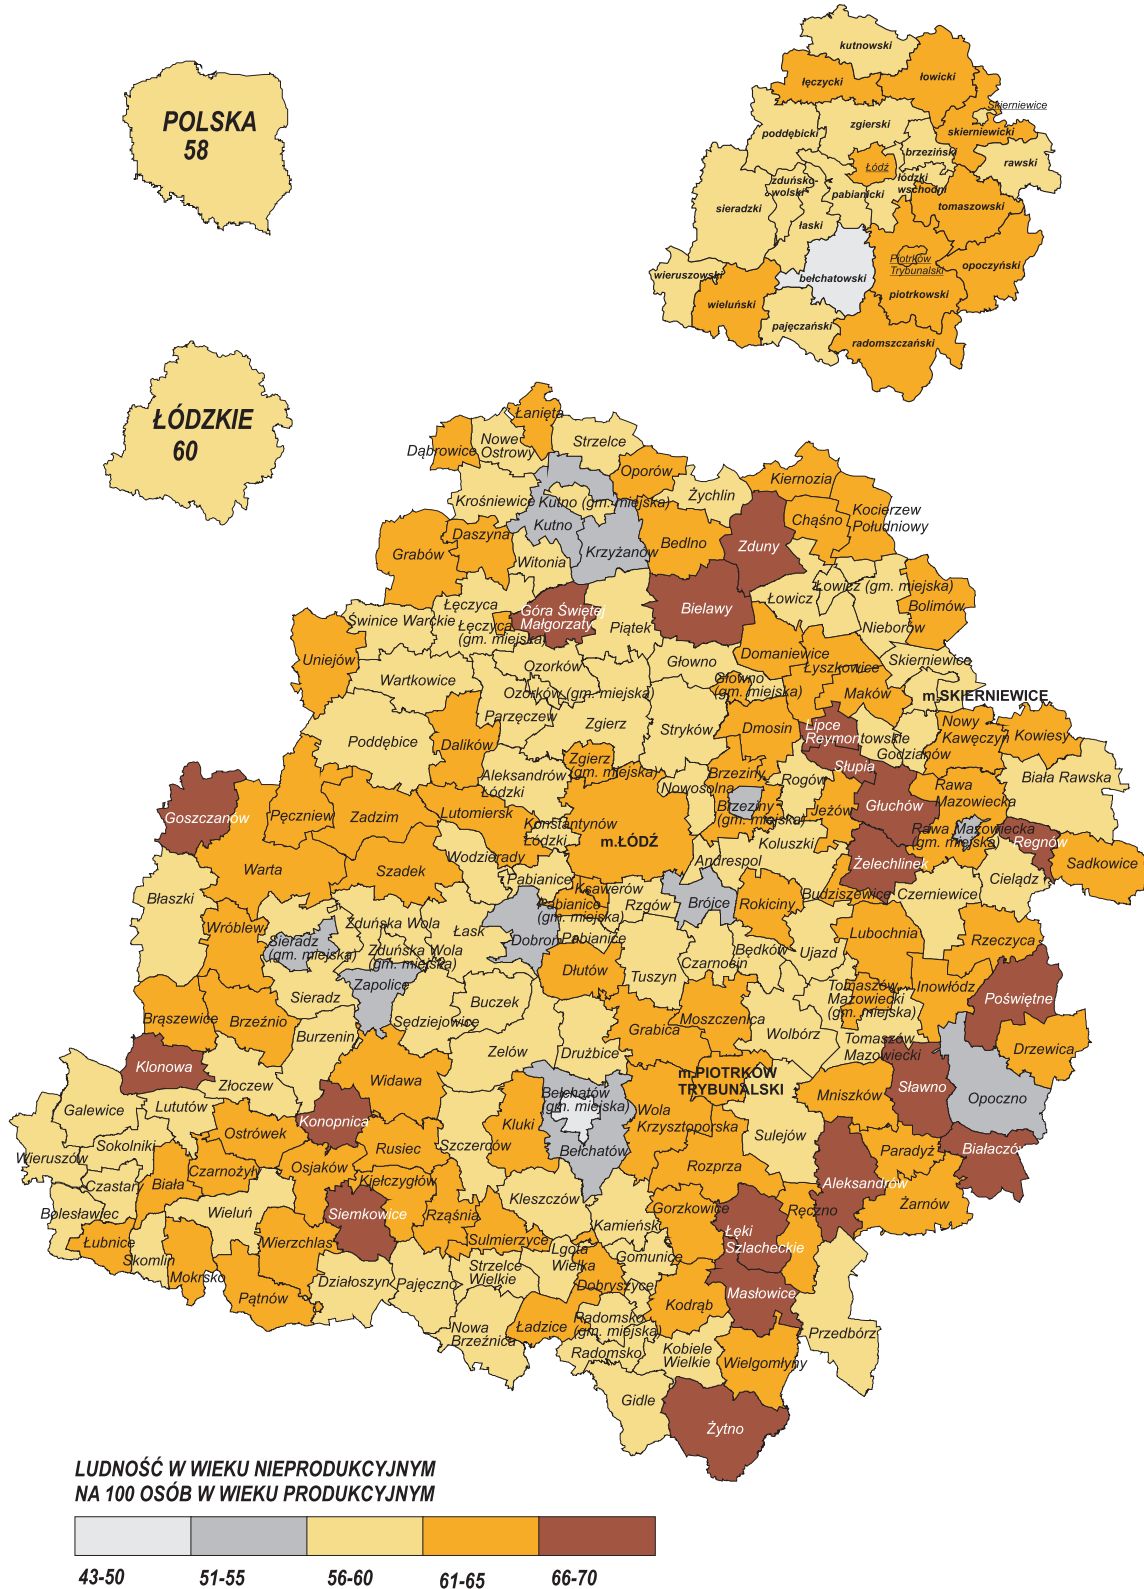 POLSKA
58
ŁÓDZKIE
60
kutnowski
łęczycki
łowicki
Skierniewice
skierniewicki
poddębicki
zgierski
brzeziński
rawski
Łódź
łódzki
wschodni
zduńsko-
wolski
pabianicki
sieradzki
łaski
tomaszowski
Piotrków
Trybunalski
opoczyński
wieruszowski
bełchatowski
wieluński
piotrkowski
pajęczański
radomszczański
Łanięta
Dąbrowice
Nowe
Ostrowy
Strzelce
Oporów
Krośniewice
Kutno (gm. miejska)
Żychlin
Kiernozia
Kutno
Krzyżanów
Bedlno
Zduny
Chąśno
Kocierzew
Południowy
Grabów
Daszyna
Witonia
Łęczyca
Góra Świętej
Małgorzaty
Łęczyca
(gm. miejska)
Świnice Warckie
Piątek
Bielawy
Łowicz
Łowicz (gm. miejska)
Bolimów
Nieborów
Uniejów
Wartkowice
Ozorków
Ozorków (gm. miejska)
Głowno
Głowno
(gm. miejska)
Domaniewice
Łyszkowice
Skierniewice
Maków
m.SKIERNIEWICE
Parzęczew
Zgierz
Stryków
Dmosin
Lipce
Reymontowskie
Godzianów
Nowy
Kawęczyn
Kowiesy
Poddębice
Dalików
Aleksandrów
Łódzki
Zgierz
(gm. miejska)
Nowosolna
Brzeziny
Brzeziny
(gm. miejska)
Rogów
Słupia
Jeżów
Głuchów
Rawa
Mazowiecka
Biała Rawska
Rawa Mazowiecka
(gm. miejska)
Regnów
Sadkowice
Goszczanów
Pęczniew
Zadzim
Lutomiersk
Konstantynów
Łódzki
m.ŁÓDŹ
Koluszki
Andrespol
Żelechlinek
Cielądz
Warta
Szadek
Wodzierady
Pabianice
Ksawerów
Pabianice
(gm. miejska)
Rzgów
Brójce
Rokiciny
Budziszewice
Czerniewice
Błaszki
Wróblew
Sieradz
(gm. miejska)
Zduńska Wola
Zduńska Wola
(gm. miejska)
Łask
Dobroń
Pabianice
Dłutów
Tuszyn
Czarnocin
Będków
Ujazd
Lubochnia
Rzeczyca
Inowłódz
Poświętne
Zapolice
Sieradz
Sędziejowice
Buczek
Brąszewice
Brzeźnio
Burzenin
Zelów
Drużbice
Grabica
Moszczenica
Wolbórz
Tomaszów
Mazowiecki
(gm. miejska)
Tomaszów
Mazowiecki
Drzewica
Klonowa
Złoczew
Widawa
Bełchatów
(gm. miejska)
m.PIOTRKÓW
TRYBUNALSKI
Mniszków
Sławno
Opoczno
Galewice
Lututów
Konopnica
Kluki
Wola
Krzysztoporska
Sulejów
Sokolniki
Ostrówek
Rusiec
Szczerców
Bełchatów
Paradyż
Białaczów
Wieruszów
Czastary
Biała
Czarnożyły
Osjaków
Kiełczygłów
Rozprza
Aleksandrów
Żarnów
Bolesławiec
Wieluń
Siemkowice
Rząśnia
Kleszczów
Kamieńsk
Gorzkowice
Ręczno
Łubnice
Skomlin
Wierzchlas
Sulmierzyce
Łęki
Szlacheckie
Mokrsko
Pątnów
Działoszyn
Pajęczno
Strzelce
Wielkie
Lgota
Wielka
Gomunice
Dobryszyce
Masłowice
Kodrąb
Nowa
Brzeźnica
Ładzice
Radomsko
(gm. miejska)
Radomsko
Kobiele
Wielkie
Wielgomłyny
Przedbórz
Gidle
Żytno
LUDNOŚĆ W WIEKU NIEPRODUKCYJNYM
NA 100 OSÓB W WIEKU PRODUKCYJNYM
43-50
51-55
56-60
61-65
66-70